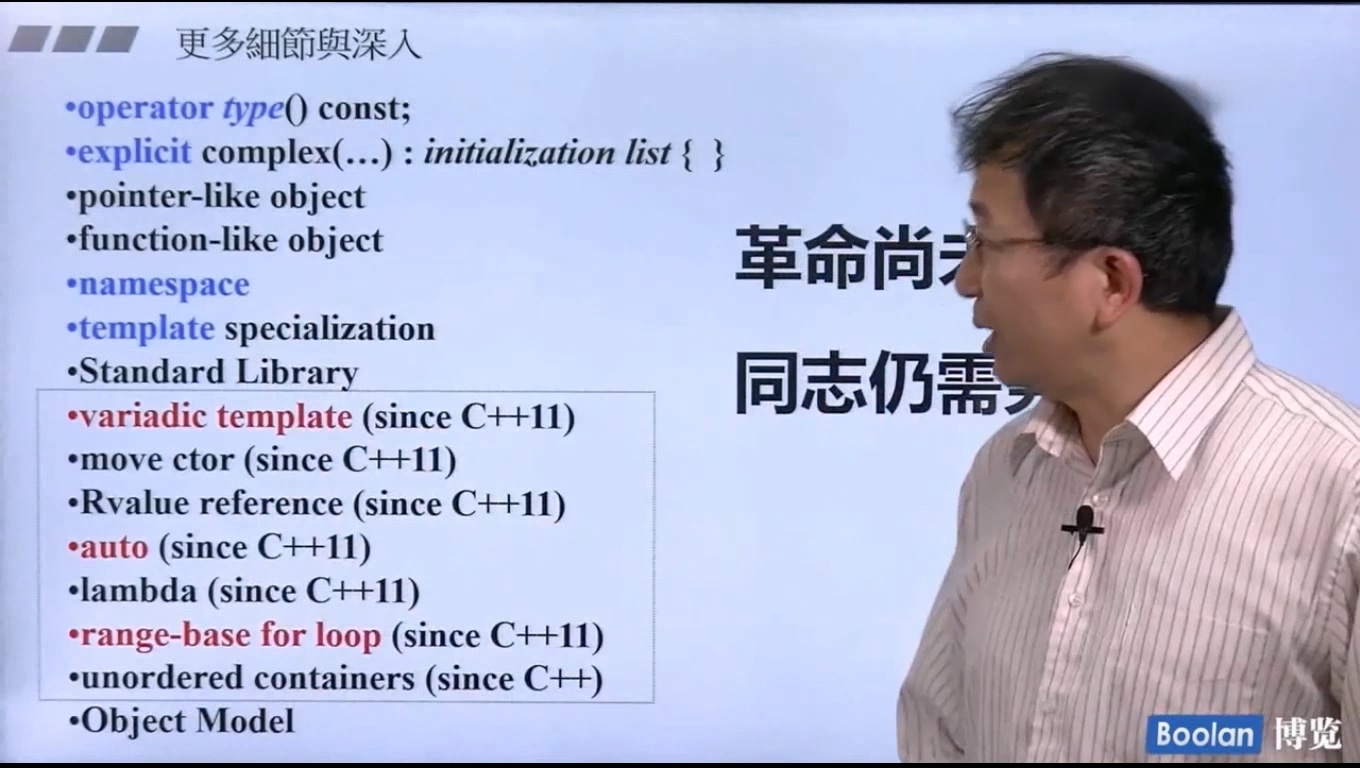 更多細節與深入
•operator type() const;
•explicit complex(…) : initialization list { }
•pointer-like object
•function-like object
•namespace
•template specialization
•Standard Library
•variadic template (since C++11)
•move ctor (since C++11)
•Rvalue reference (since C++11)
•auto (since C++11)
•lambda (since C++11)
•range-base for loop (since C++11)
•unordered containers (since C++)
•Object Model
革命尚
同志仍需
Boolan 博览